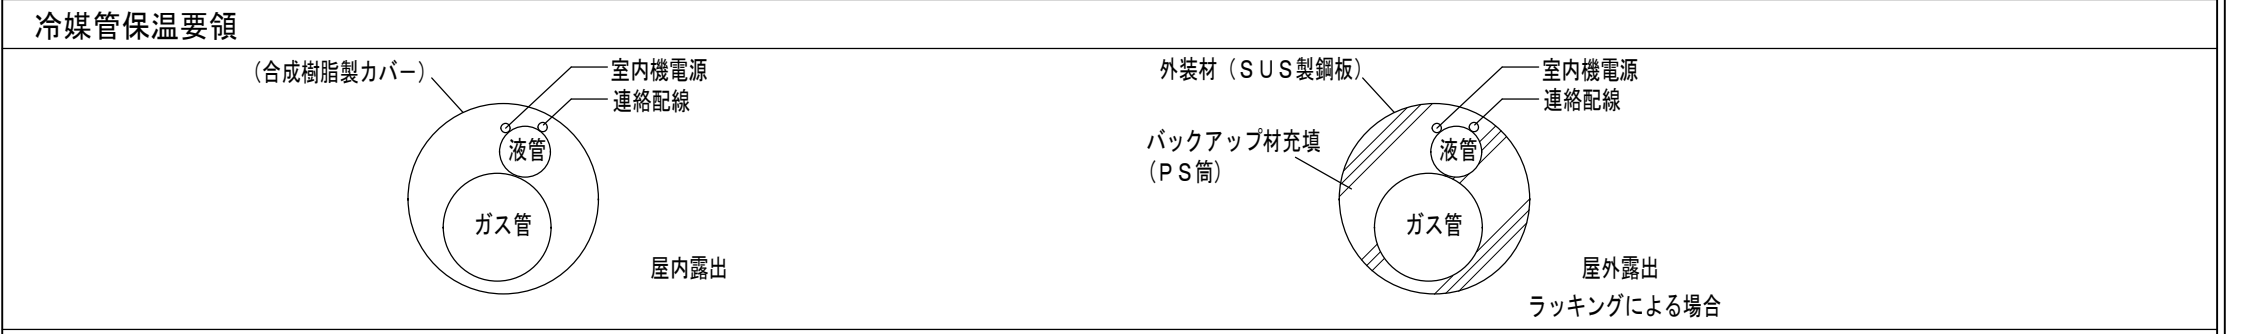 冷媒管保温要領
(合成樹脂製カバー)
室内機電源
連絡配線
液管
ガス管
屋内露出
外装材(SUS製鋼板)
室内機電源
連絡配線
バックアップ材充填
(PS筒)
液管
ガス管
屋外露出
ラッキングによる場合